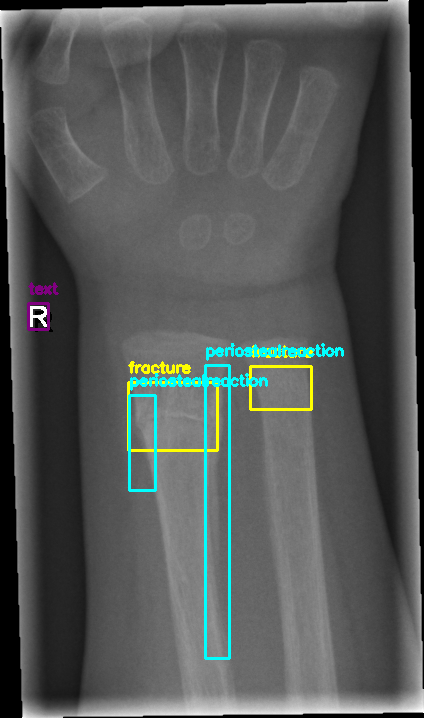 text
R
periostealreaction
fracture
periostealreaction